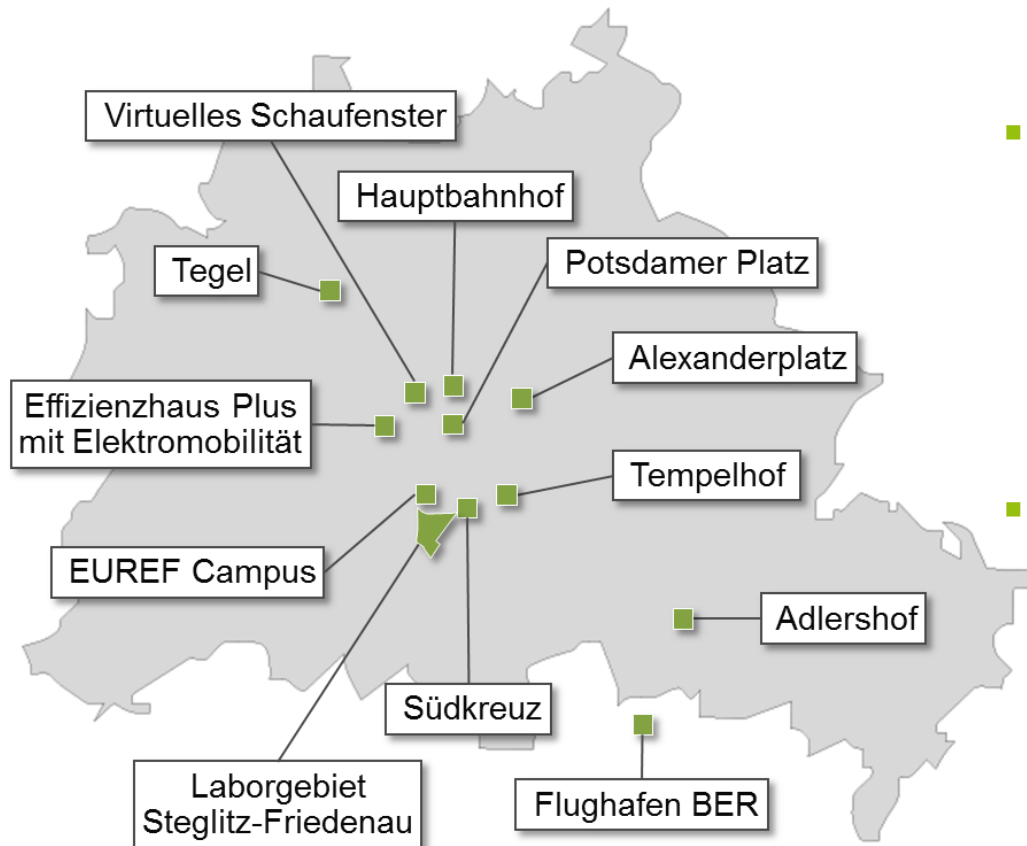 Virtuelles Schaufenster
Hauptbahnhof
Tegel
Potsdamer Platz
Alexanderplatz
Effizienzhaus Plus
mit Elektromobilität
Tempelhof
EUREF Campus
Adlershof
Südkreuz
Laborgebiet
Steglitz-Friedenau
Flughafen BER